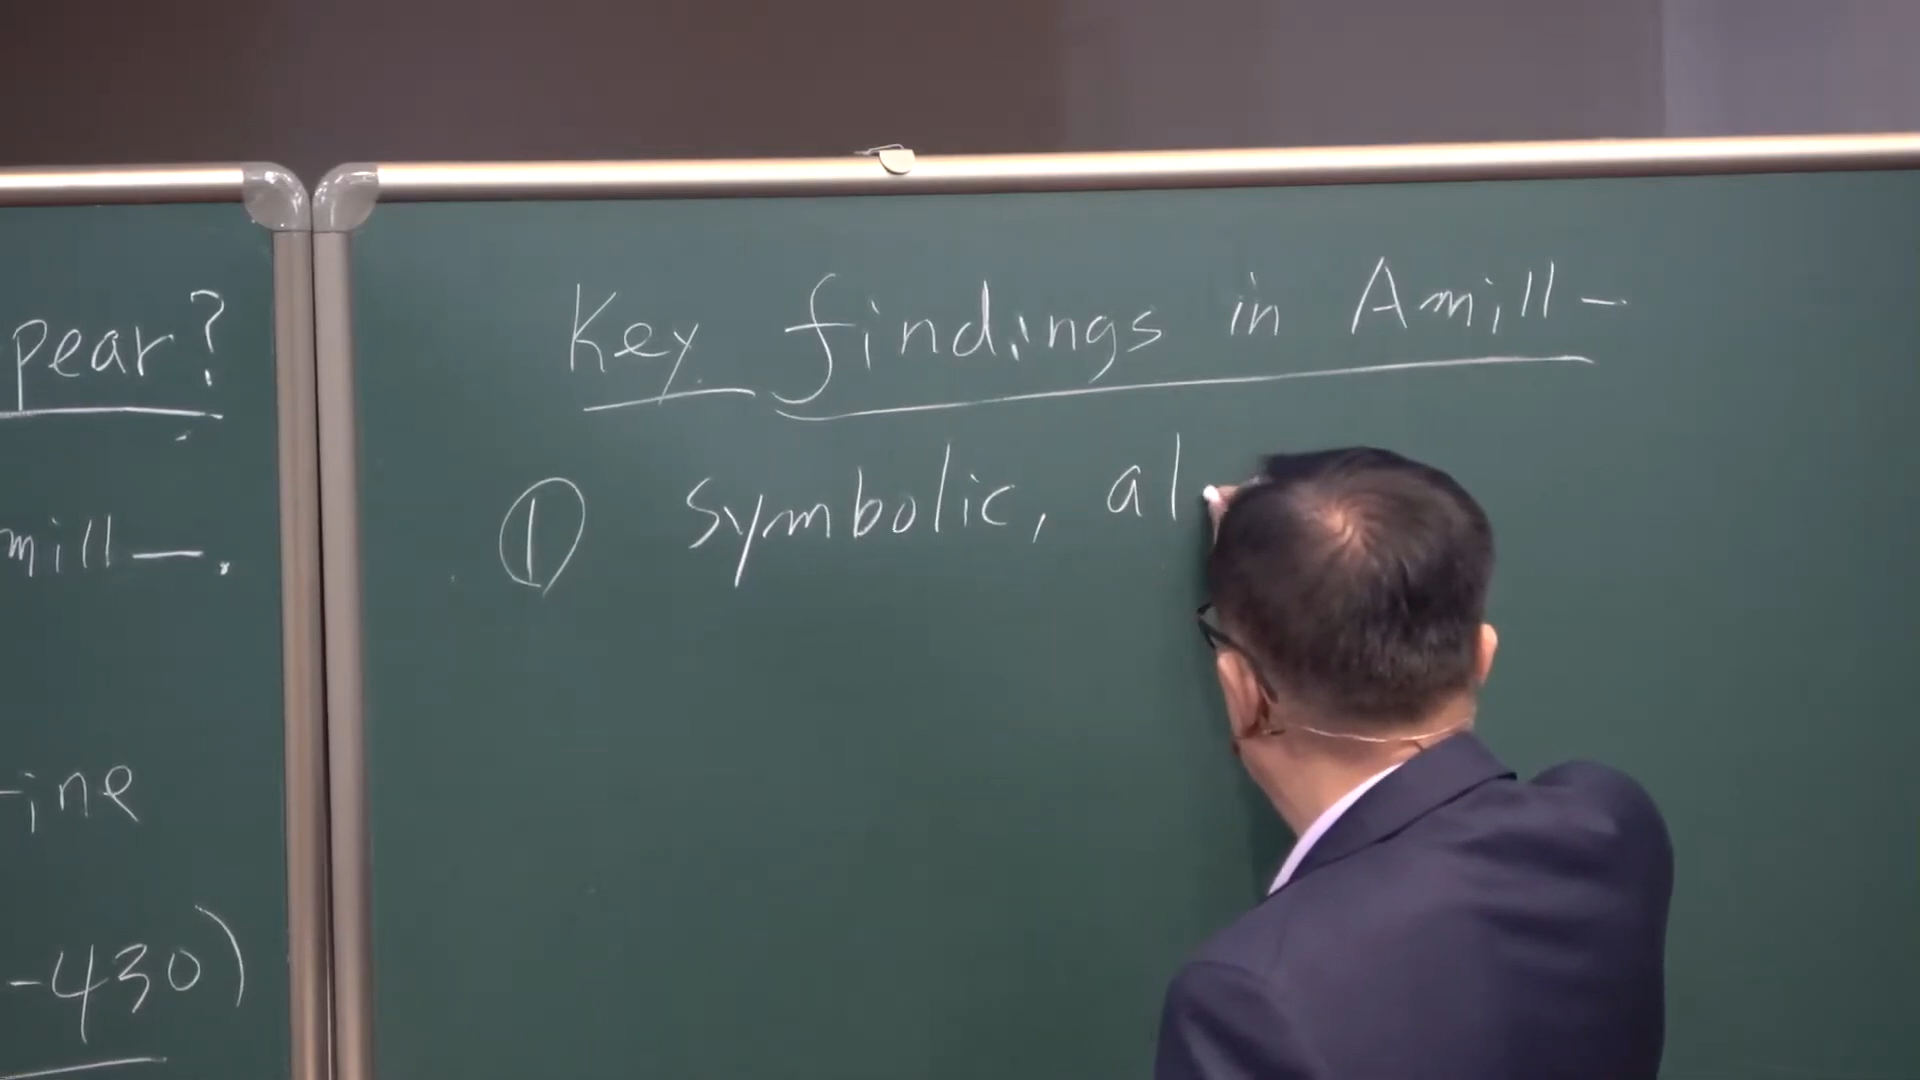 pear?
mill—.
ine
-430)
Key findings in Amill-
① Symbolic, al